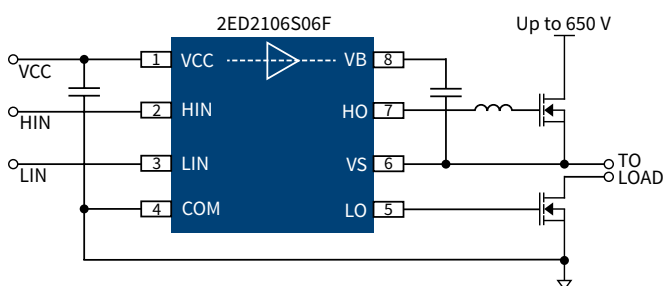 2ED2106S06F
Up to 650 V
VCC
1 VCC
VB 8
HIN
2 HIN
HO 7
LIN
3 LIN
VS 6
TO
LOAD
4 COM
LO 5